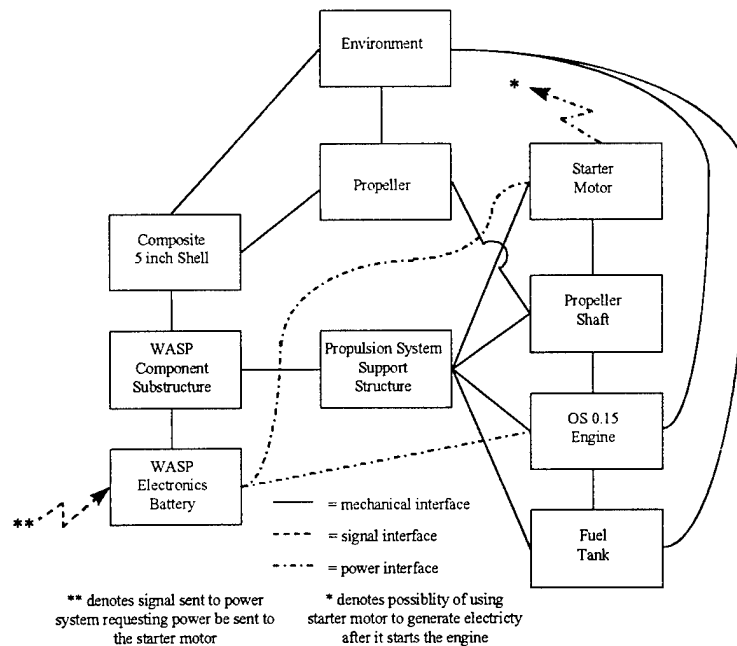 Environment
*
Propeller
Starter
Motor
Composite
5 inch Shell
Propeller
Shaft
WASP
Component
Substructure
Propulsion System
Support
Structure
OS 0.15
Engine
WASP
Electronics
Battery
**
= mechanical interface
= signal interface
= power interface
Fuel
Tank
** denotes signal sent to power
system requesting power be sent to
the starter motor
* denotes possiblity of using
starter motor to generate electricty
after it starts the engine